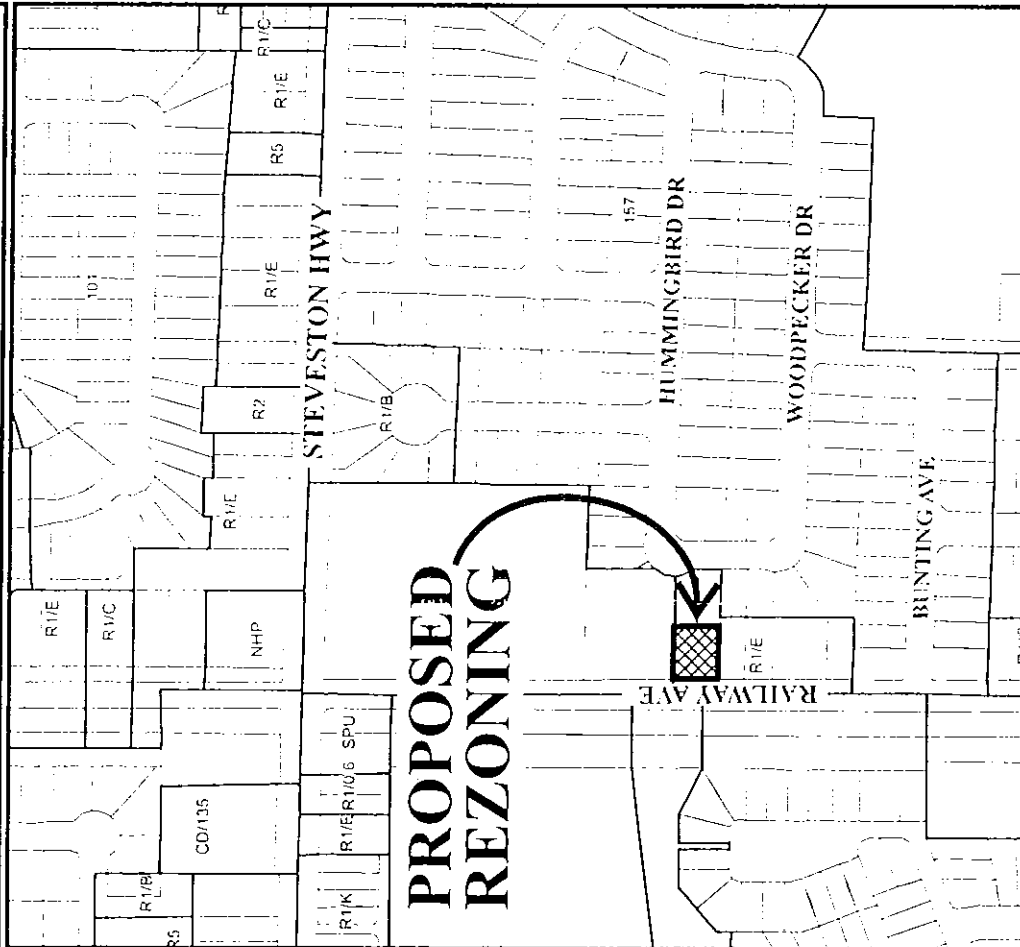 R1/C
R1/E
R5
R1/E
101
R2
R1/E
R1/E
R1/C
NHP
CD/135
R1/B
R5
STEVESTON HWY
R1/B
SPU
R1/0.6
R1/B
R1/K
157
HUMMINGBIRD DR
WOODPECKER DR
BUNTING AVE
PROPOSED
REZONING
R1/E
RAILWAY AVE